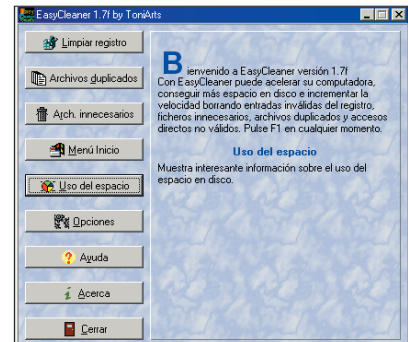 EasyCleaner 1.7f by ToniArts
Limpiar registro
Archivos duplicados
Arch. innecesarios
Menú Inicio
Uso del espacio
Opciones
Ayuda
Acerca
Cerrar
Bienvenido a EasyCleaner versión 1.7f
Con EasyCleaner puede acelerar su computadora,
conseguir más espacio en disco e incrementar la
velocidad borrando entradas inválidas del registro,
ficheros innecesarios, archivos duplicados y accesos
directos no válidos. Pulse F1 en cualquier momento.
Uso del espacio
Muestra interesante información sobre el uso del
espacio en disco.